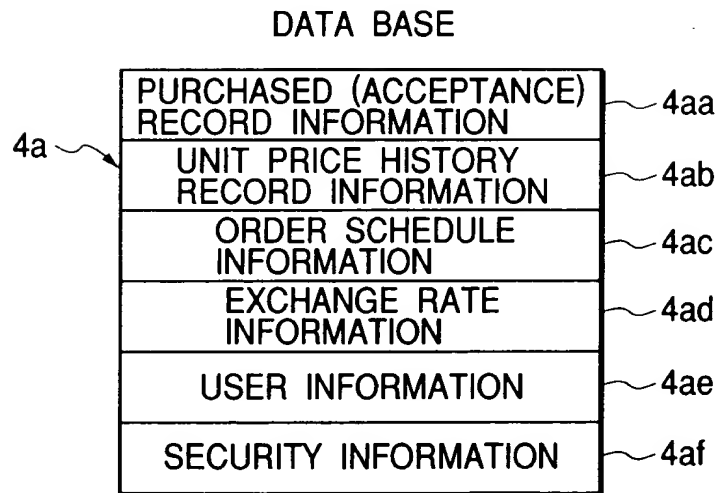 DATA BASE
PURCHASED (ACCEPTANCE)
RECORD INFORMATION
4aa
4a
UNIT PRICE HISTORY
RECORD INFORMATION
4ab
ORDER SCHEDULE
INFORMATION
4ac
EXCHANGE RATE
INFORMATION
4ad
USER INFORMATION
4ae
SECURITY INFORMATION
4af